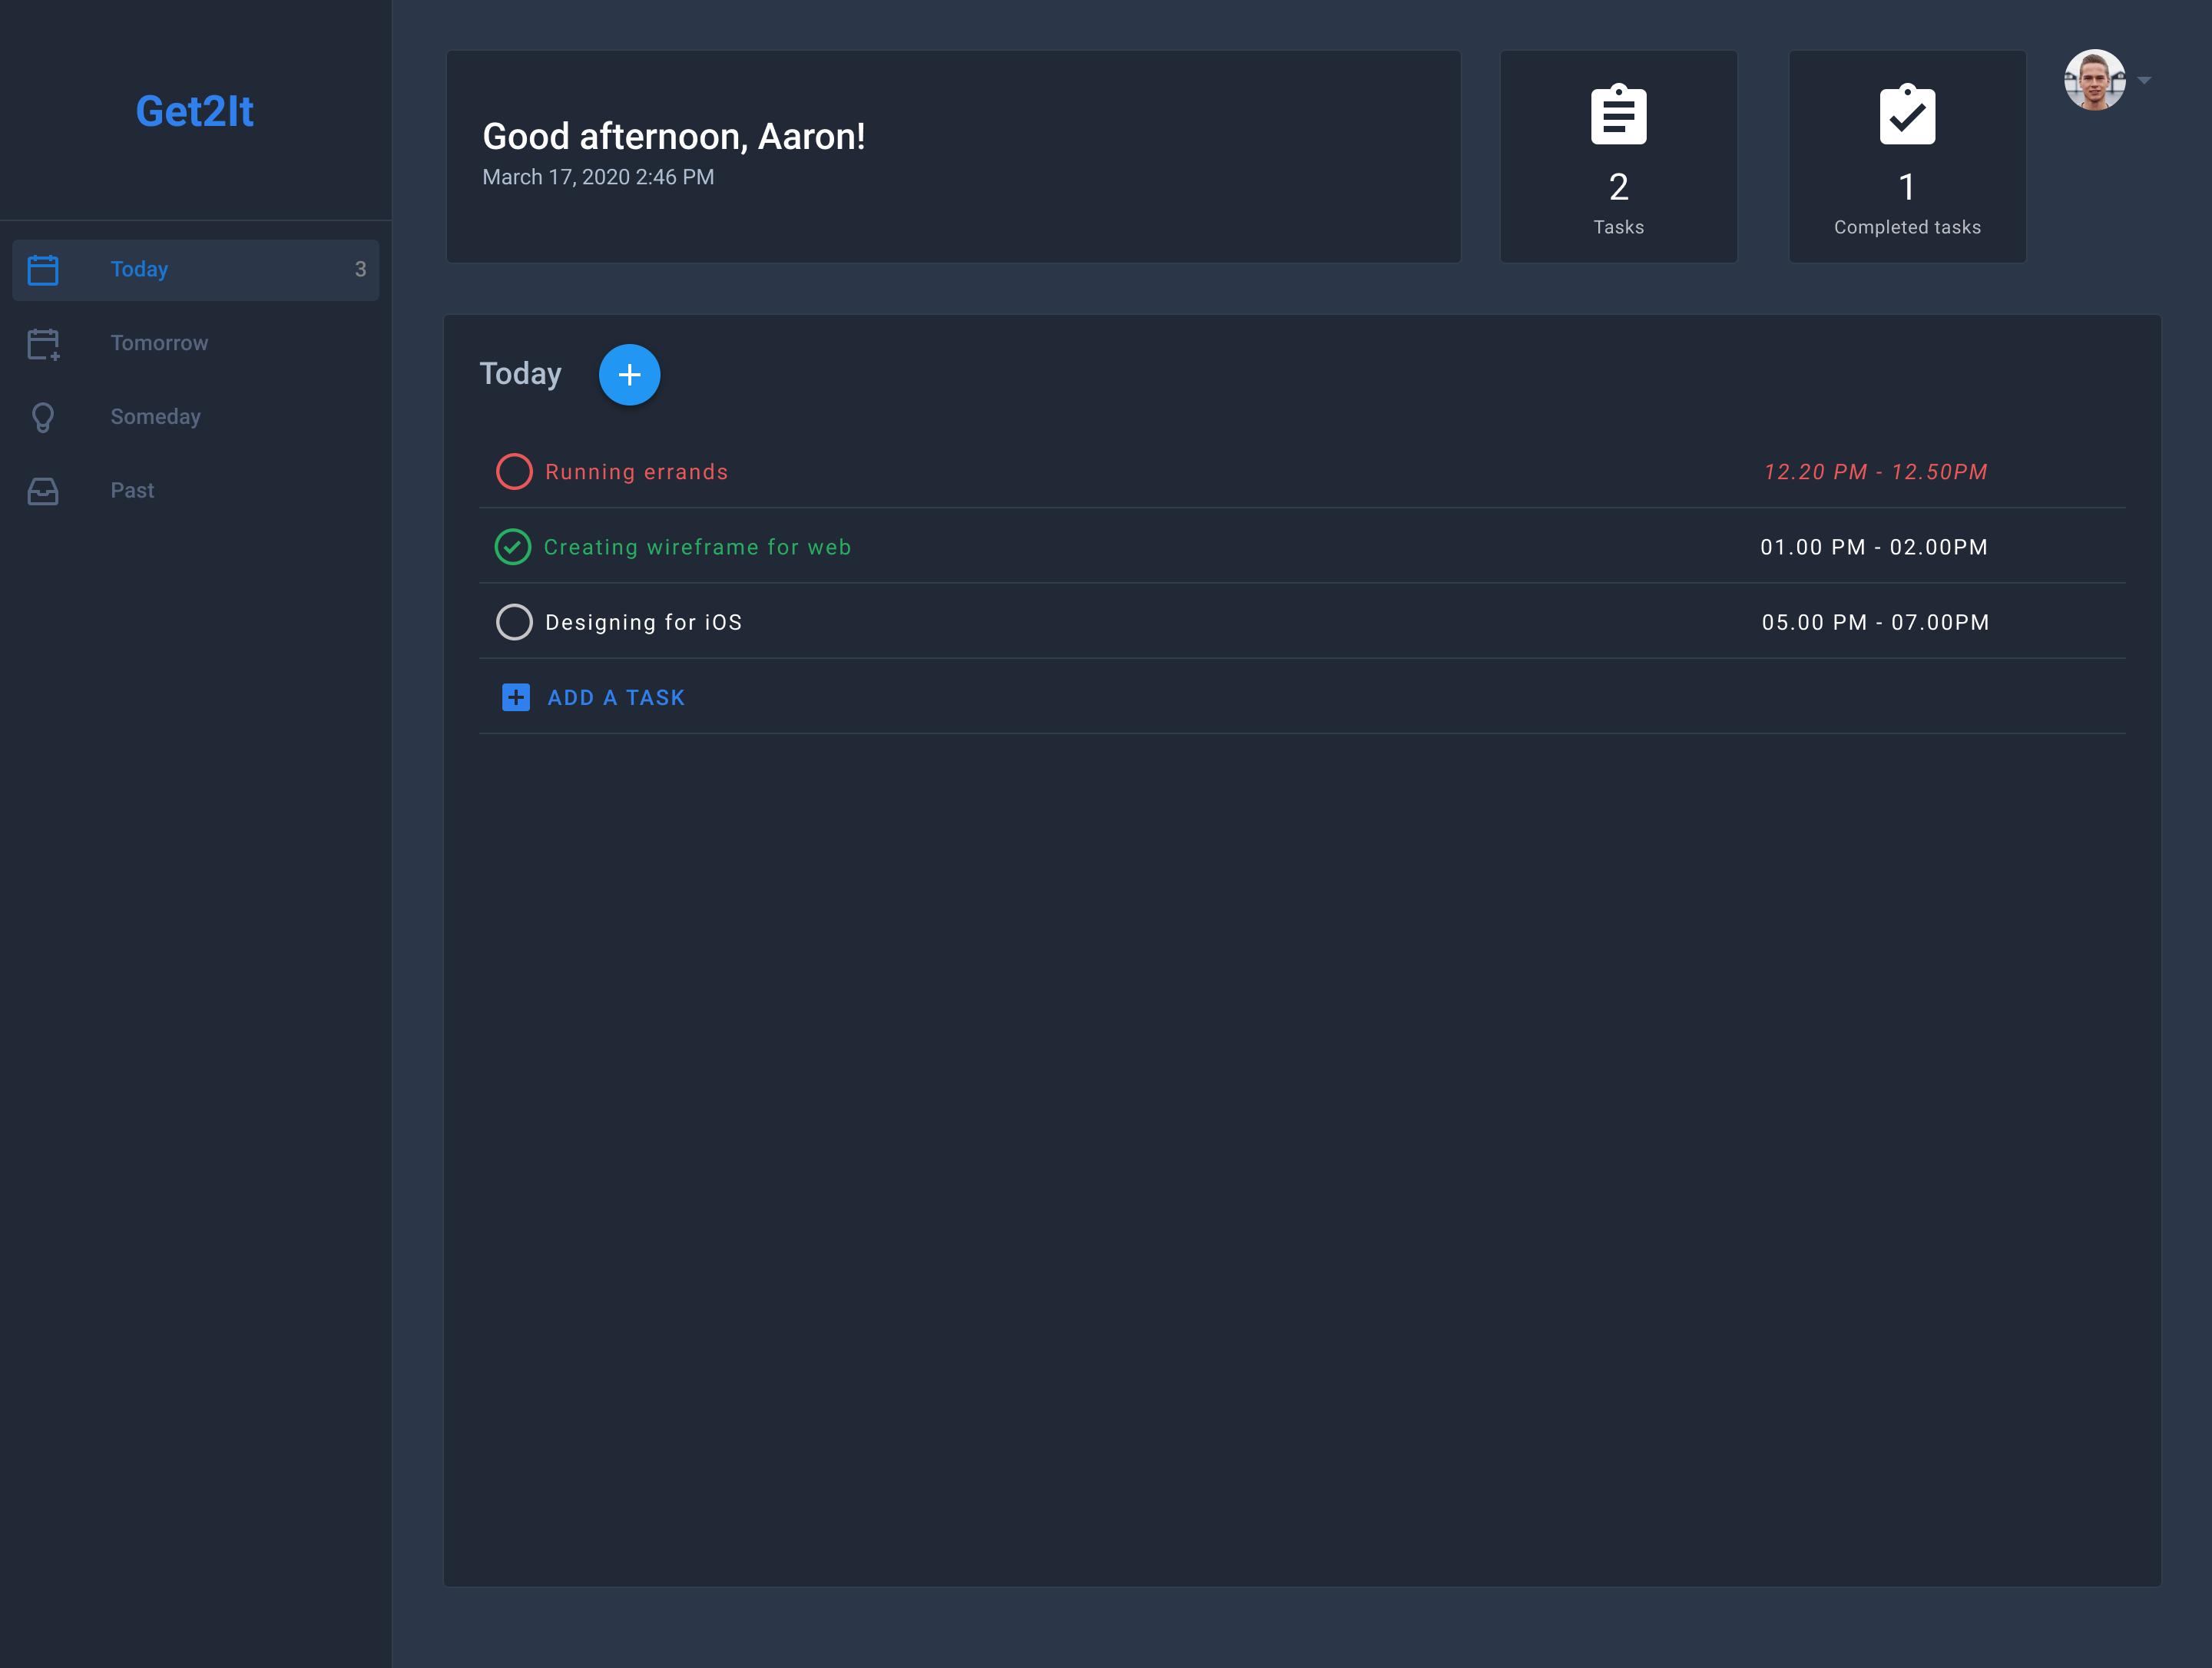 Get2It
Today 3
Tomorrow
Someday
Past
Good afternoon, Aaron!
March 17, 2020 2:46 PM
2
Tasks
1
Completed tasks
Today
Running errands 12.20 PM - 12.50PM
Creating wireframe for web 01.00 PM - 02.00PM
Designing for iOS 05.00 PM - 07.00PM
ADD A TASK